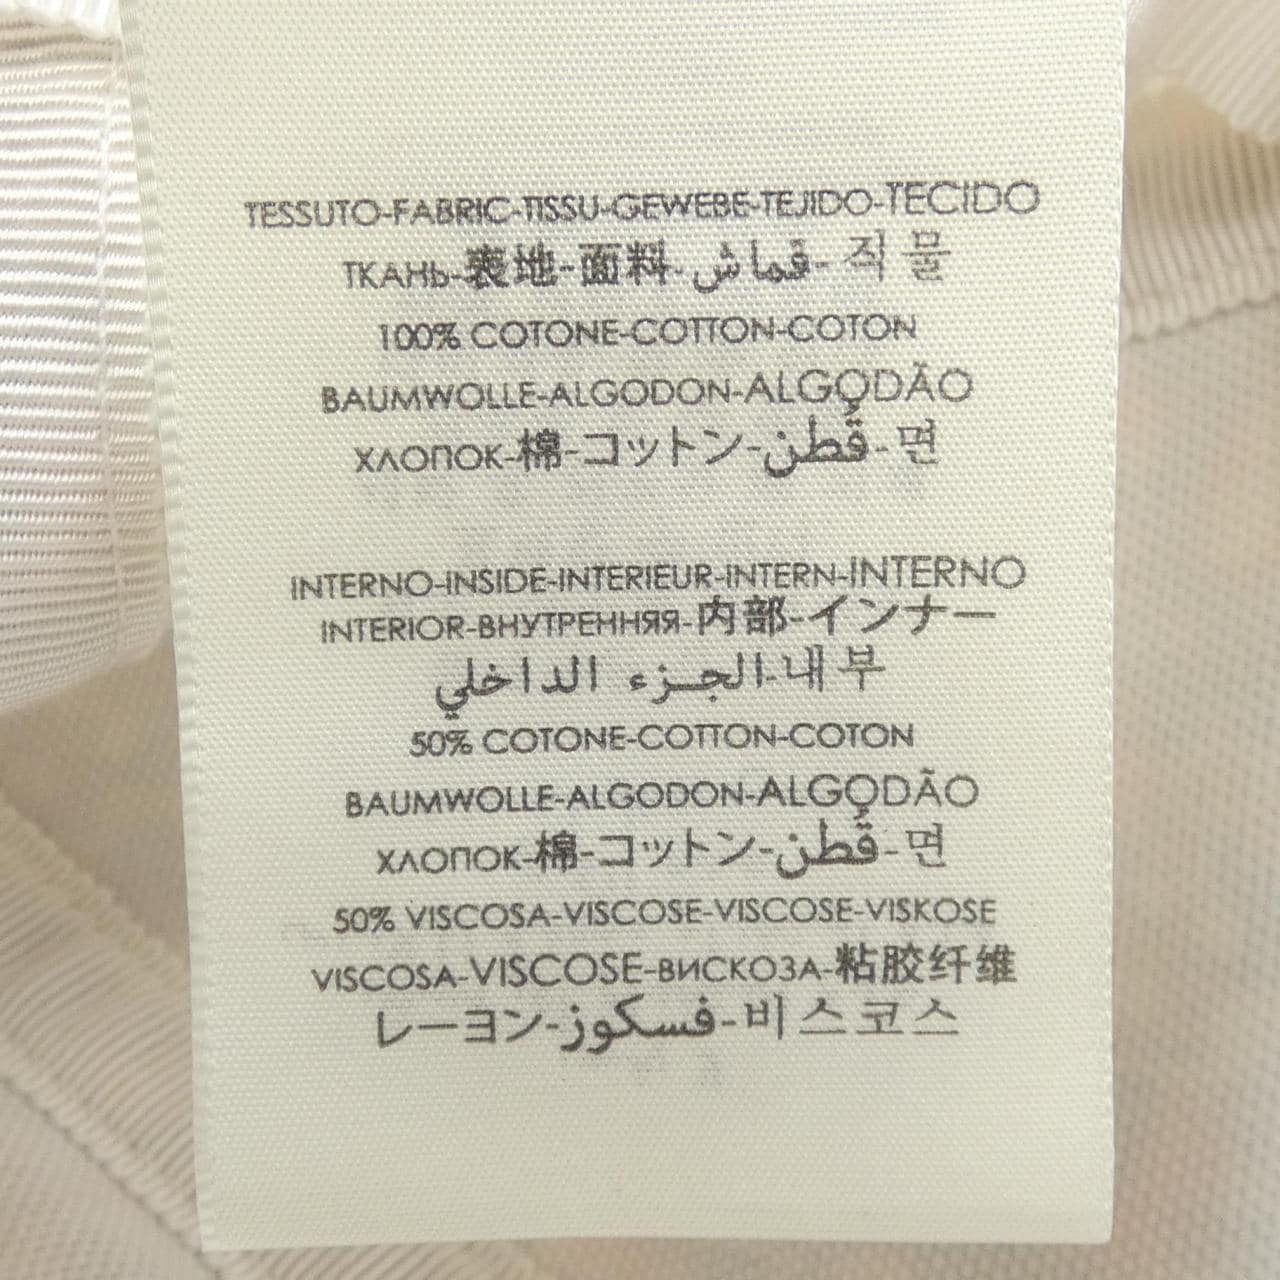 TESSUTO-FABRIC-TISSU-GEWEBE-TEJIDO-TECIDO
ТКАНЬ-表地-面料-قماش-직물
100% COTONE-COTTON-COTON
BAUMWOLLE-ALGODON-ALGODÃO
ХЛОПОК-棉-コットン-قطن-면
INTERNO-INSIDE-INTERIEUR-INTERN-INTERNO
INTERIOR-ВНУТРЕННЯЯ-内部-インナー
الجزء الداخلي-내부
50% COTONE-COTTON-COTON
BAUMWOLLE-ALGODON-ALGODÃO
ХЛОПОК-棉-コットン-قطن-면
50% VISCOSA-VISCOSE-VISCOSE-VISKOSE
VISCOSA-VISCOSE-ВИСКОЗА-粘胶纤维
レーヨン-فسكوز-비스코스